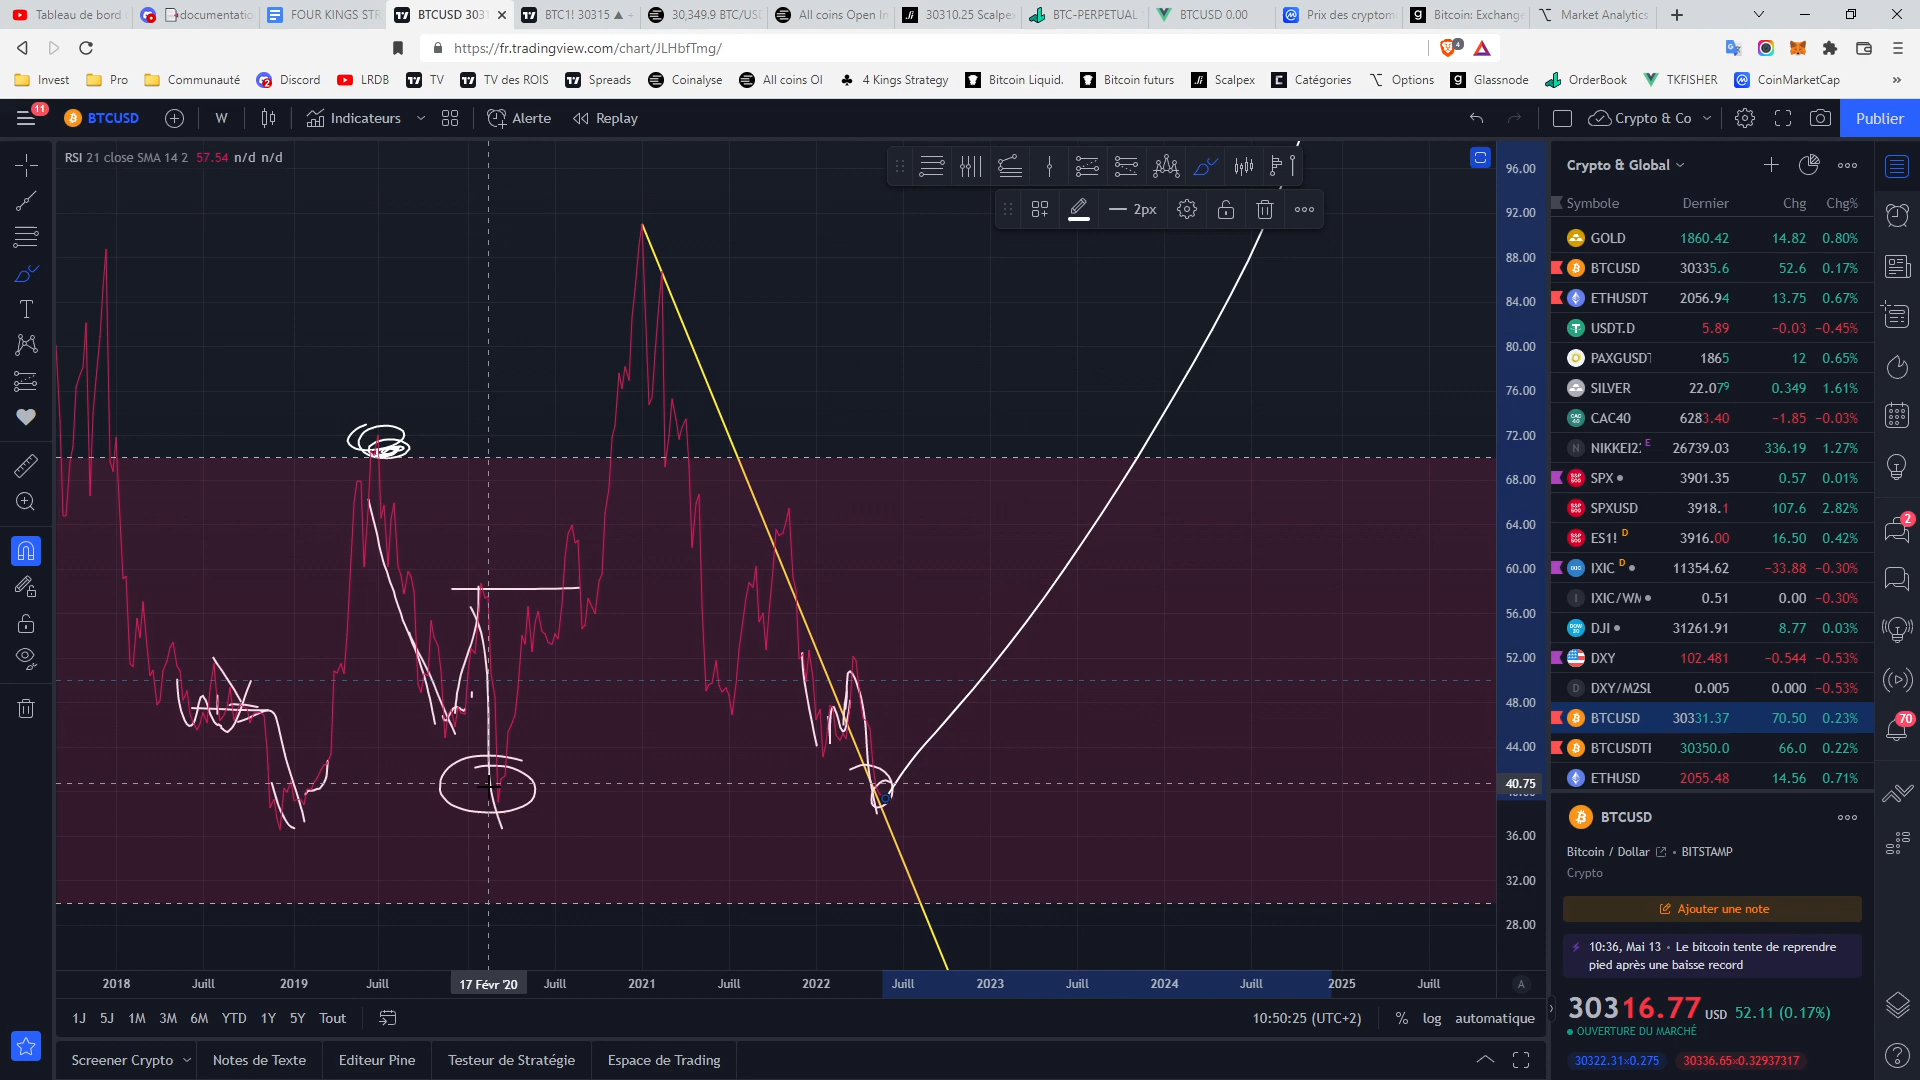 Tableau de bord
documentatio
FOUR KINGS STR
BTCUSD 303
BTC1! 30315 ▲
30,349.9 BTC/US
All coins Open In
30310.25 Scalpe
BTC-PERPETUAL
BTCUSD 0.00
Prix des cryptom
Bitcoin: Exchang
Market Analytics
https://fr.tradingview.com/chart/JLHbfTmg/
4
Invest
Pro
Communauté
Discord
LRDB
TV
TV des ROIS
Spreads
Coinalyse
All coins OI
4 Kings Strategy
Bitcoin Liquid.
Bitcoin futurs
Scalpex
Catégories
Options
Glassnode
OrderBook
TKFISHER
CoinMarketCap
11
BTCUSD
W
Indicateurs
Alerte
Replay
Crypto & Co
Publier
RSI 21 close SMA 14 2 57.54 n/d n/d
2px
96.00
92.00
88.00
84.00
80.00
76.00
72.00
68.00
64.00
60.00
56.00
52.00
48.00
44.00
40.75
36.00
32.00
28.00
2018
Juill
2019
Juill
17 Févr '20
Juill
2021
Juill
2022
Juill
2023
Juill
2024
Juill
2025
Juill
A
1J 5J 1M 3M 6M YTD 1Y 5Y Tout
10:50:25 (UTC+2) % log automatique
Screener Crypto
Notes de Texte
Editeur Pine
Testeur de Stratégie
Espace de Trading
Crypto & Global
Symbole Dernier Chg Chg%
GOLD 1860.42 14.82 0.80%
BTCUSD 30335.6 52.6 0.17%
ETHUSDT 2056.94 13.75 0.67%
USDT.D 5.89 −0.03 −0.45%
PAXGUSDT 1865 12 0.65%
SILVER 22.079 0.349 1.61%
CAC40 6283.40 −1.85 −0.03%
NIKKEI2 E 26739.03 336.19 1.27%
SPX 3901.35 0.57 0.01%
SPXUSD 3918.1 107.6 2.82%
ES1! D 3916.00 16.50 0.42%
IXIC D 11354.62 −33.88 −0.30%
IXIC/WM 0.51 0.00 −0.30%
DJI 31261.91 8.77 0.03%
DXY 102.481 −0.544 −0.53%
DXY/M2SL 0.005 0.000 −0.53%
BTCUSD 30331.37 70.50 0.23%
BTCUSDTI 30350.0 66.0 0.22%
ETHUSD 2055.48 14.56 0.71%
BTCUSD
Bitcoin / Dollar • BITSTAMP
Crypto
Ajouter une note
10:36, Mai 13 • Le bitcoin tente de reprendre
pied après une baisse record
30316.77 USD 52.11 (0.17%)
OUVERTURE DU MARCHÉ
30322.31×0.275 30336.65×0.32937317
2
70